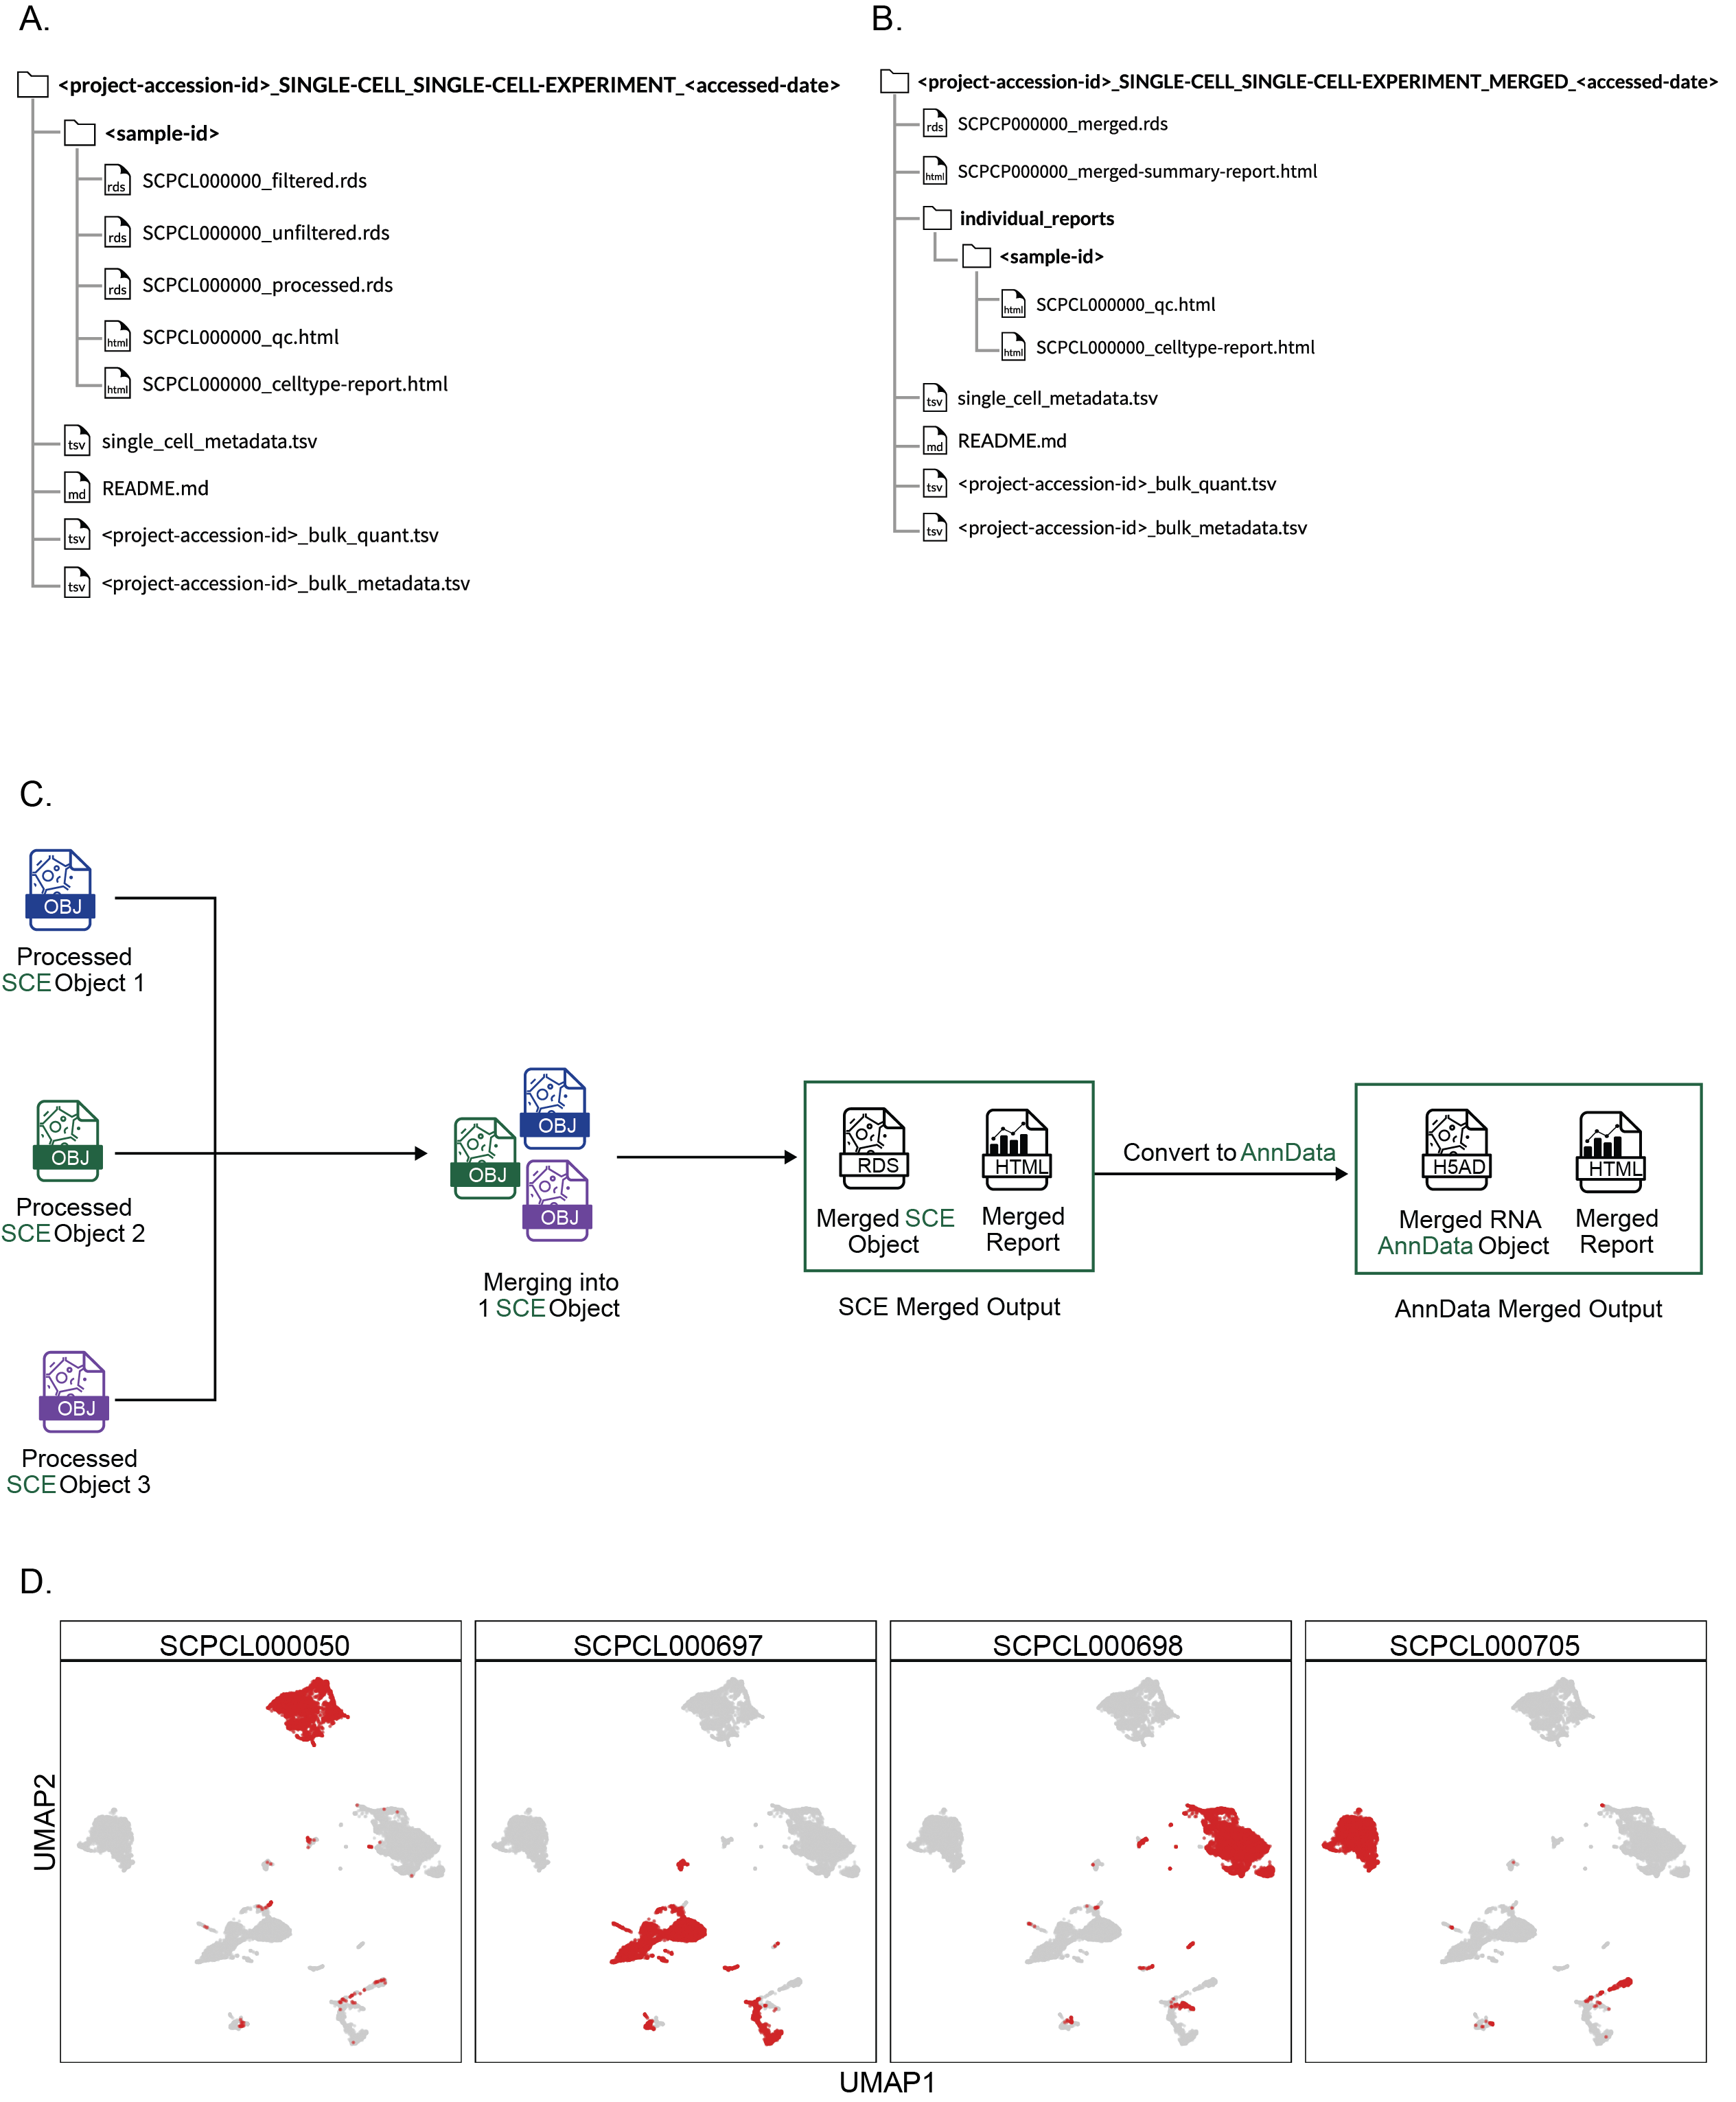 A.
<project-accession-id>_SINGLE-CELL_SINGLE-CELL-EXPERIMENT_<accessed-date>
<sample-id>
rds SCPCL000000_filtered.rds
rds SCPCL000000_unfiltered.rds
rds SCPCL000000_processed.rds
html SCPCL000000_qc.html
html SCPCL000000_celltype-report.html
tsv single_cell_metadata.tsv
md README.md
tsv <project-accession-id>_bulk_quant.tsv
tsv <project-accession-id>_bulk_metadata.tsv
B.
<project-accession-id>_SINGLE-CELL_SINGLE-CELL-EXPERIMENT_MERGED_<accessed-date>
rds SCPCP000000_merged.rds
html SCPCP000000_merged-summary-report.html
individual_reports
<sample-id>
html SCPCL000000_qc.html
html SCPCL000000_celltype-report.html
tsv single_cell_metadata.tsv
md README.md
tsv <project-accession-id>_bulk_quant.tsv
tsv <project-accession-id>_bulk_metadata.tsv
C.
OBJ
Processed
SCE Object 1
OBJ
Processed
SCE Object 2
OBJ
Processed
SCE Object 3
OBJ
OBJ
OBJ
Merging into
1 SCE Object
RDS
Merged SCE
Object
HTML
Merged
Report
SCE Merged Output
Convert to AnnData
H5AD
Merged RNA
AnnData Object
HTML
Merged
Report
AnnData Merged Output
D.
SCPCL000050
SCPCL000697
SCPCL000698
SCPCL000705
UMAP2
UMAP1